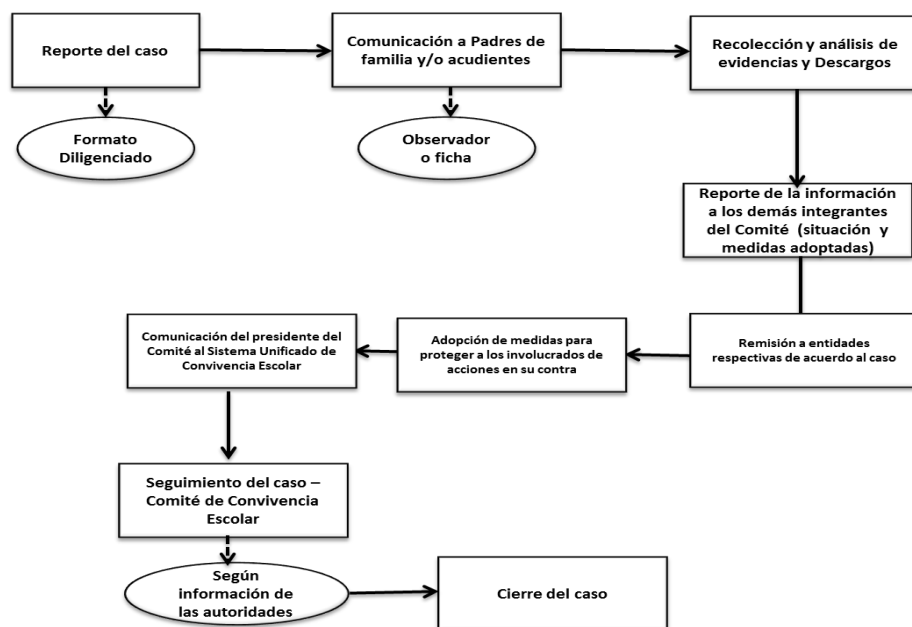 Reporte del caso
Comunicación a Padres de
familia y/o acudientes
Recolección y análisis de
evidencias y Descargos
Formato
Diligenciado
Observador
o ficha
Reporte de la información
a los demás integrantes
del Comité (situación y
medidas adoptadas)
Remisión a entidades
respectivas de acuerdo al caso
Adopción de medidas para
proteger a los involucrados de
acciones en su contra
Comunicación del presidente del
Comité al Sistema Unificado de
Convivencia Escolar
Seguimiento del caso –
Comité de Convivencia
Escolar
Según
información de
las autoridades
Cierre del caso